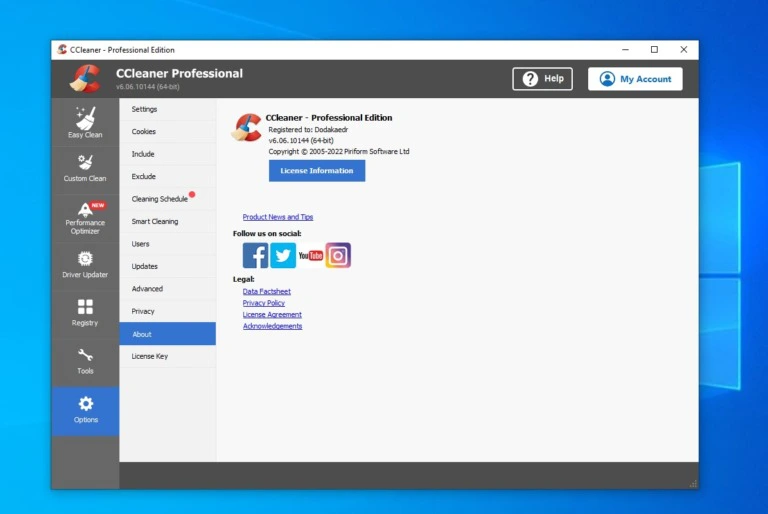 CCleaner - Professional Edition
CCleaner Professional
v6.06.10144 (64-bit)
Help
My Account
Easy Clean
Custom Clean
NEW
Performance
Optimizer
Driver Updater
Registry
Tools
Options
Settings
Cookies
Include
Exclude
Cleaning Schedule
Smart Cleaning
Users
Updates
Advanced
Privacy
About
License Key
CCleaner - Professional Edition
Registered to: Dodakaedr
v6.06.10144 (64-bit)
Copyright © 2005-2022 Piriform Software Ltd
License Information
Product News and Tips
Follow us on social:
YouTube
Legal:
Data Factsheet
Privacy Policy
License Agreement
Acknowledgements